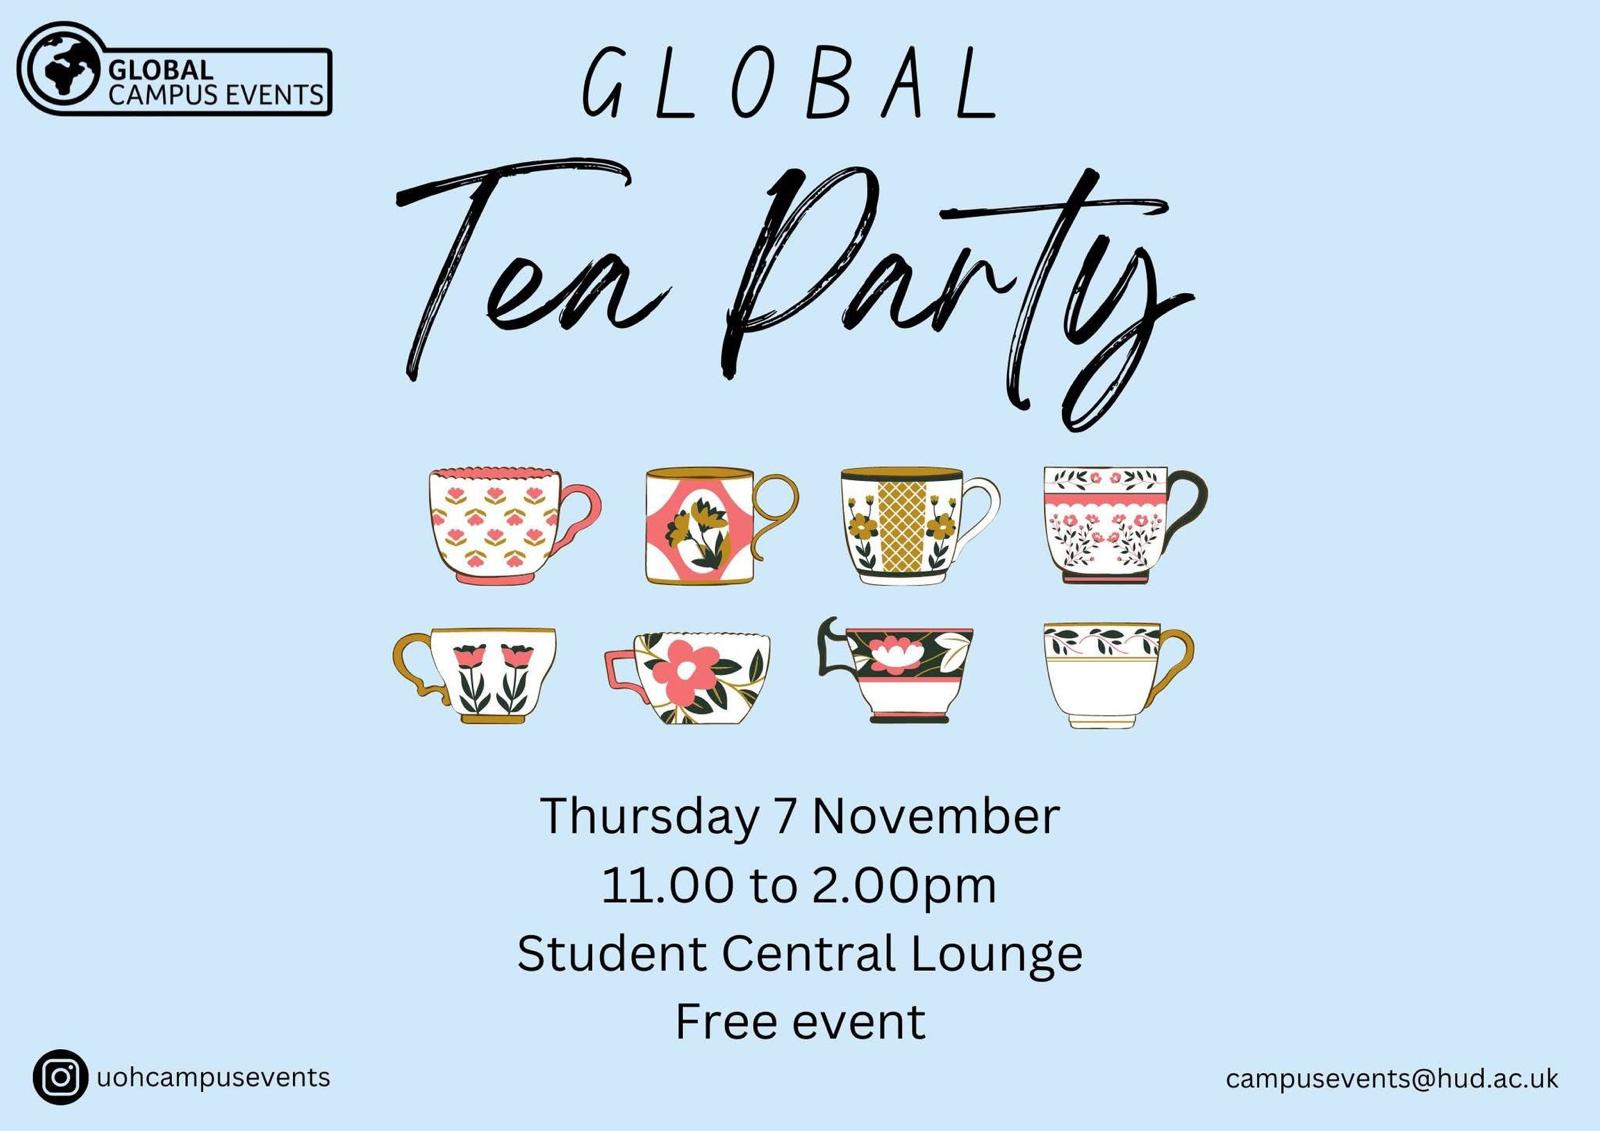 GLOBAL
CAMPUS EVENTS
GLOBAL
Tea Party
Thursday 7 November
11.00 to 2.00pm
Student Central Lounge
Free event
uohcampusevents
campusevents@hud.ac.uk